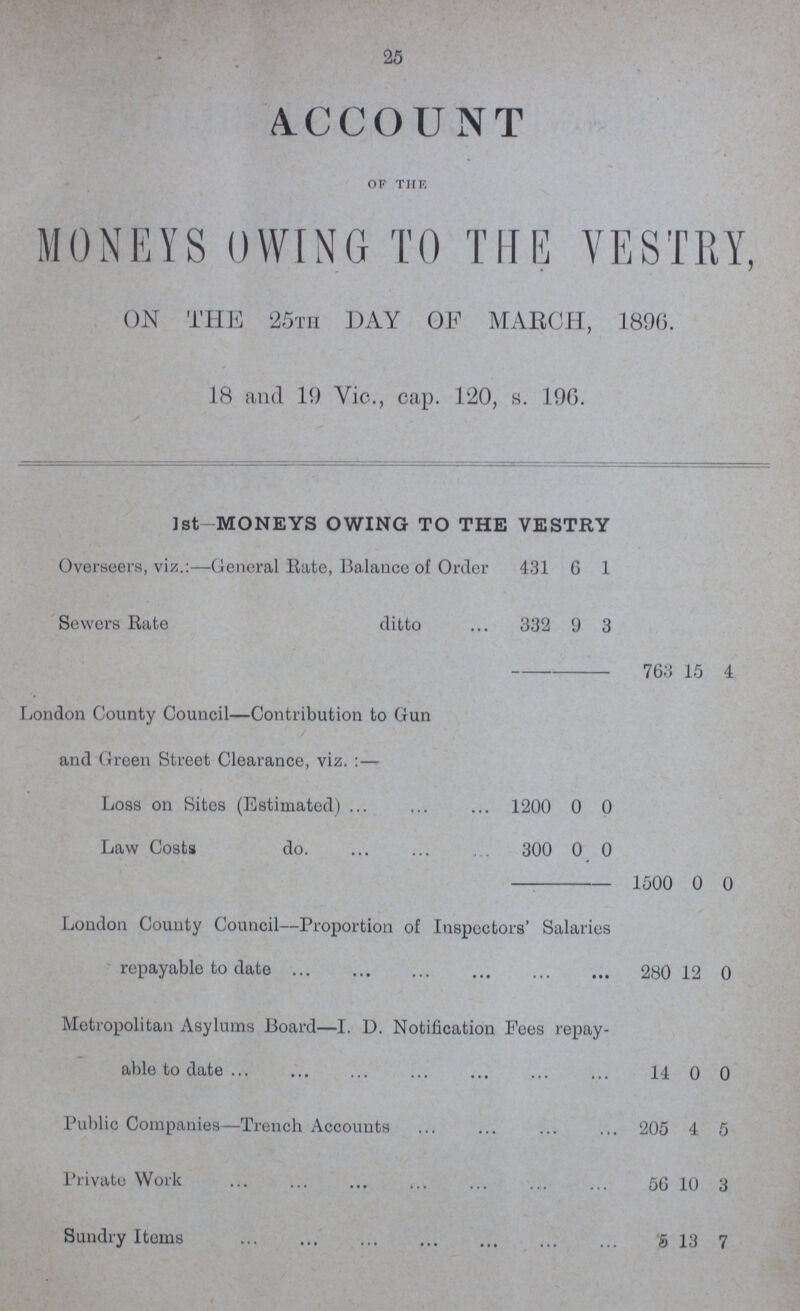 25
ACCOUNT
OF THE
MONEYS OWING TO THE VESTRY,
ON THE 25TH DAY OF MARCH, 1896.
18 and 19 Vic., cap. 120, s. 196.
1st—MONEYS OWING TO THE VESTRY
Overseers, viz.:—General Rate, Balance of Order 431 6 1
Sewers Rate ditto ... 332 9 3
763 15 4
London County Council—Contribution to Gun
and Green Street Clearance, viz. :—
Loss on Sites (Estimated) ... ... ... 1200 0 0
Law Costs do. ... ... ... 300 0 0
1500 0 0
London County Council—Proportion of Inspectors' Salaries
repayable to date ... ... ... ... ... ... 280 12 0
Metropolitan Asylums Board—I. D. Notification Fees repay-
able to date ... ... ... ... ... ... ... 14 0 0
Public Companies—Trench Accounts ... ... ... ... 205 4 5
Private Work ... ... ... ... ... ... ... 56 10 3
Sundry Items ... ... ... ... ... ... ... 5 13 7